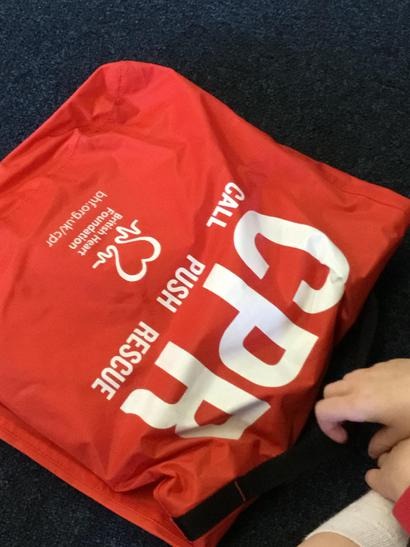 CPR
CALL PUSH RESCUE
British Heart
Foundation
bhf.org.uk/cpr